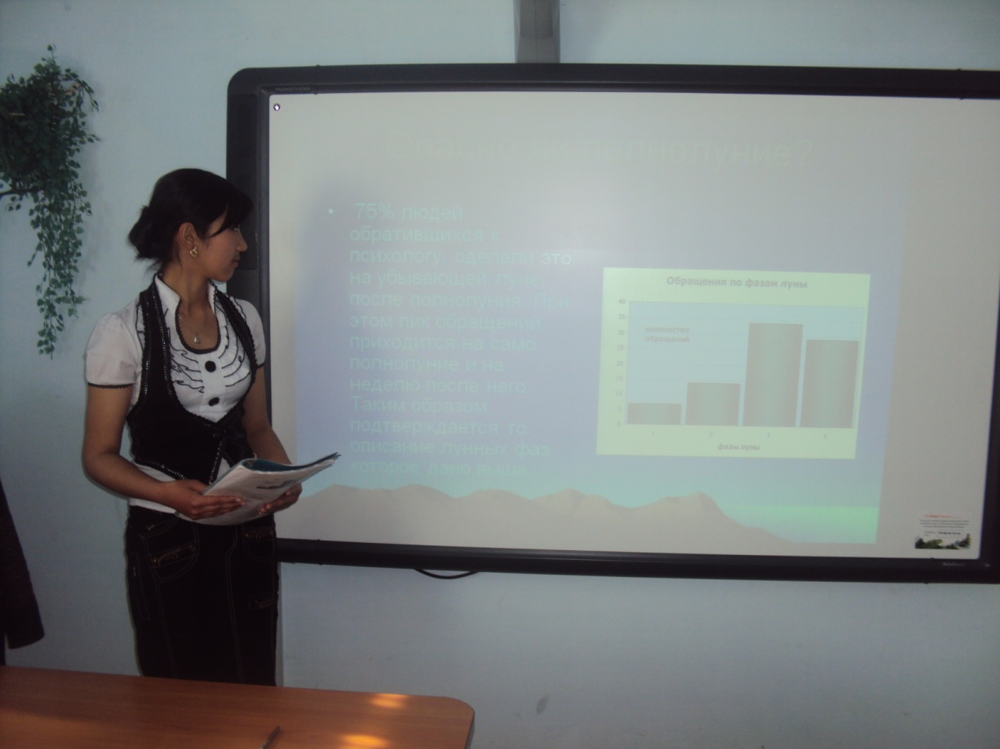 PROMETHEAN
Опасно ли полнолуние?
• 75% людей
обратившихся к
психологу, сделали это
на убывающей луне,
после полнолуния. При
этом пик обращений
приходится на само
полнолуние и на
неделю после него.
Таким образом,
подтверждается то
описание лунных фаз,
которое дано выше.
Обращения по фазам луны
количество
обращений
40
35
30
25
20
15
10
5
0
1 2 3 4
фазы луны